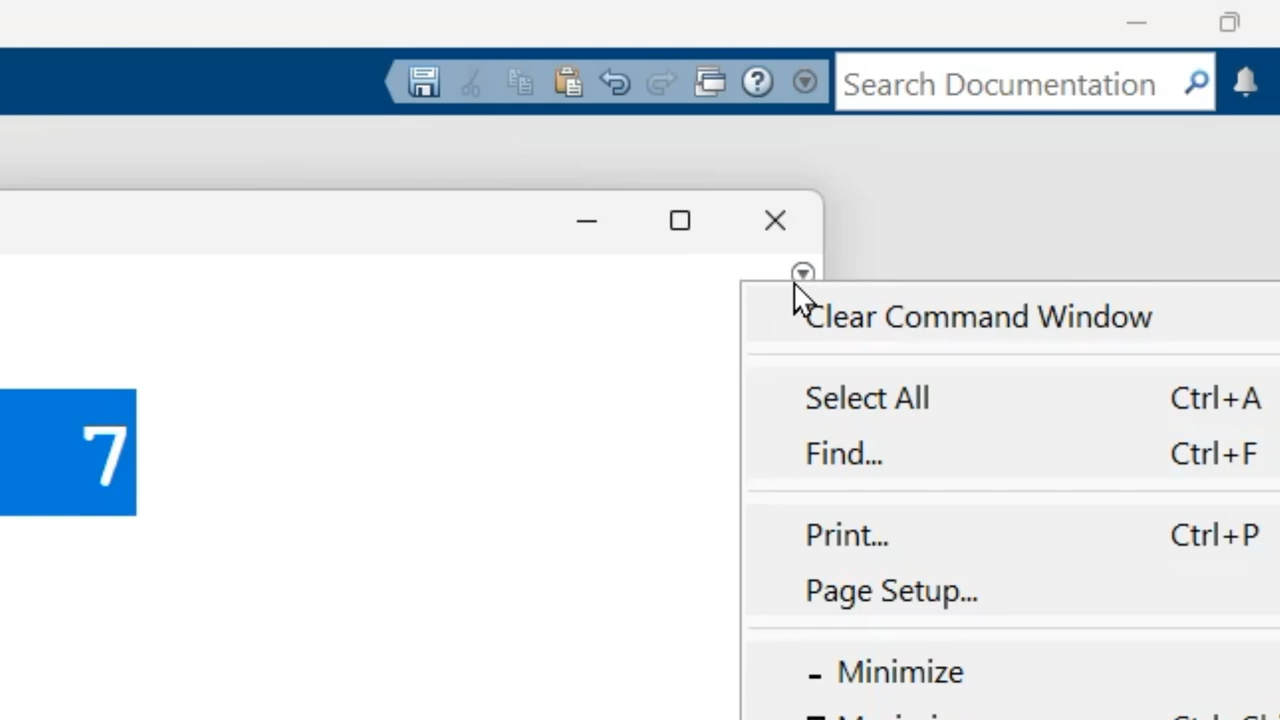 Search Documentation
Clear Command Window
Select All Ctrl+A
Find... Ctrl+F
7
Print... Ctrl+P
Page Setup...
Minimize